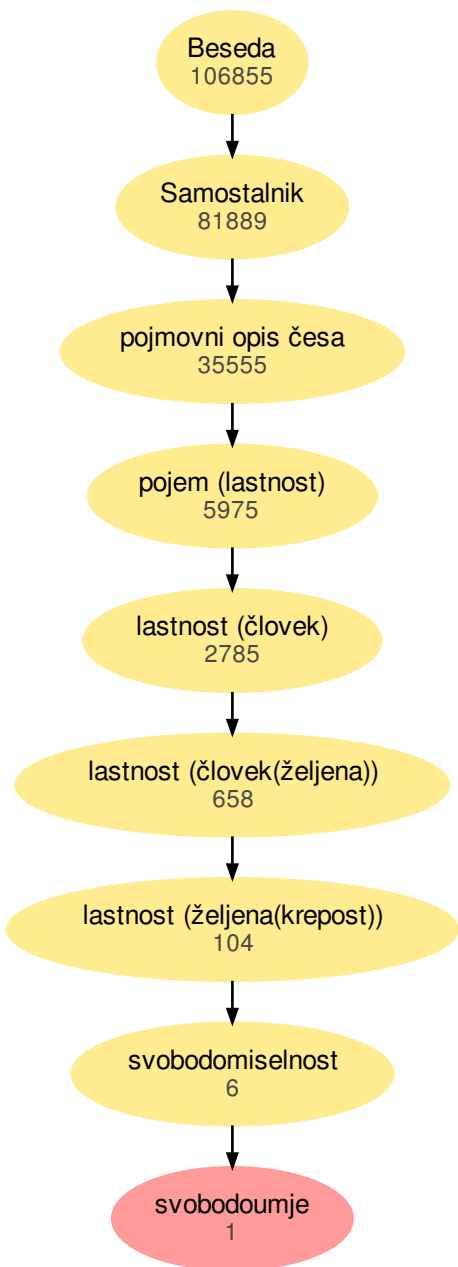 Beseda
106855
Samostalnik
81889
pojmovni opis česa
35555
pojem (lastnost)
5975
lastnost (človek)
2785
lastnost (človek(željena))
658
lastnost (željena(krepost))
104
svobodomiselnost
6
svobodoumje
1